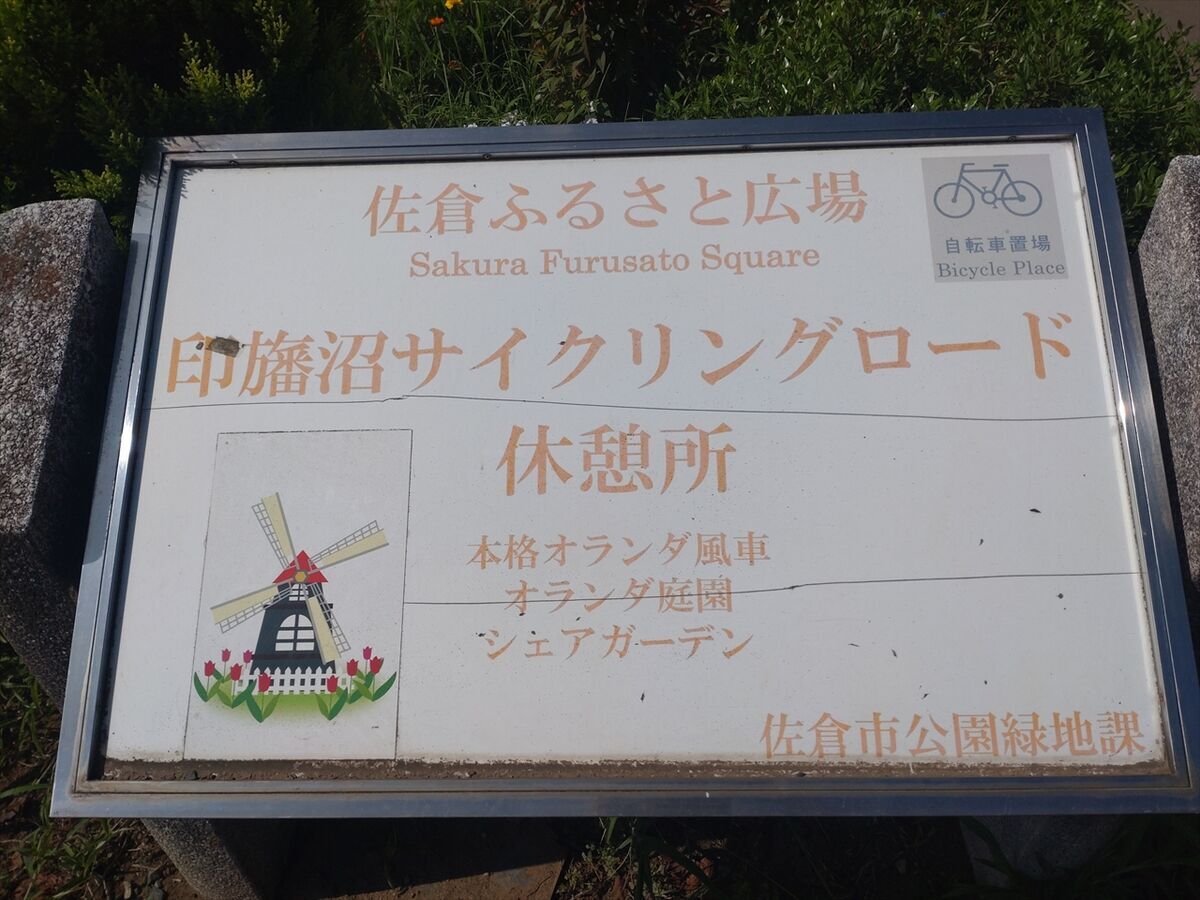 佐倉ふるさと広場
Sakura Furusato Square
自転車置場
Bicycle Place
印旛沼サイクリングロード
休憩所
本格オランダ風車
オランダ庭園
シェアガーデン
佐倉市公園緑地課